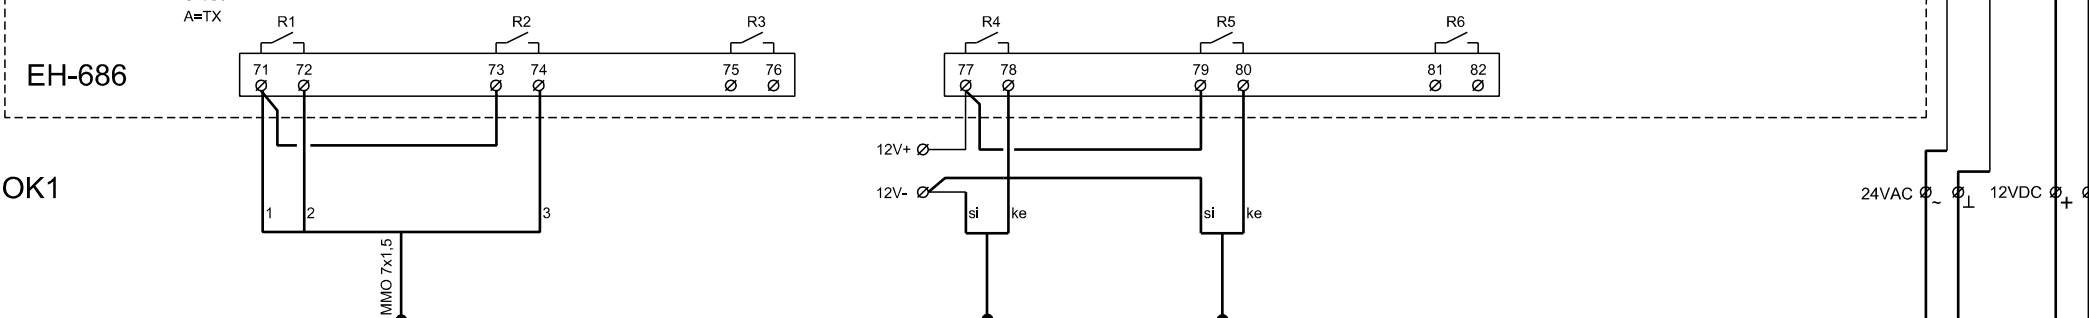 A=TX
R1 R2 R3 R4 R5 R6
EH-686
71 72 73 74 75 76 77 78 79 80 81 82
12V+
OK1
12V-
24VAC ~ ⊥ 12VDC +
1 2 3 si ke si ke
MMO 7x1,5